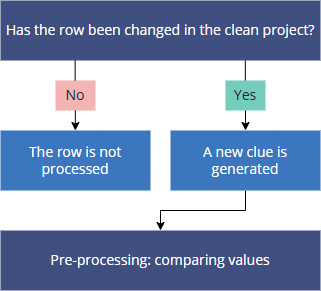 Has the row been changed in the clean project?
No
Yes
The row is not
processed
A new clue is
generated
Pre-processing: comparing values